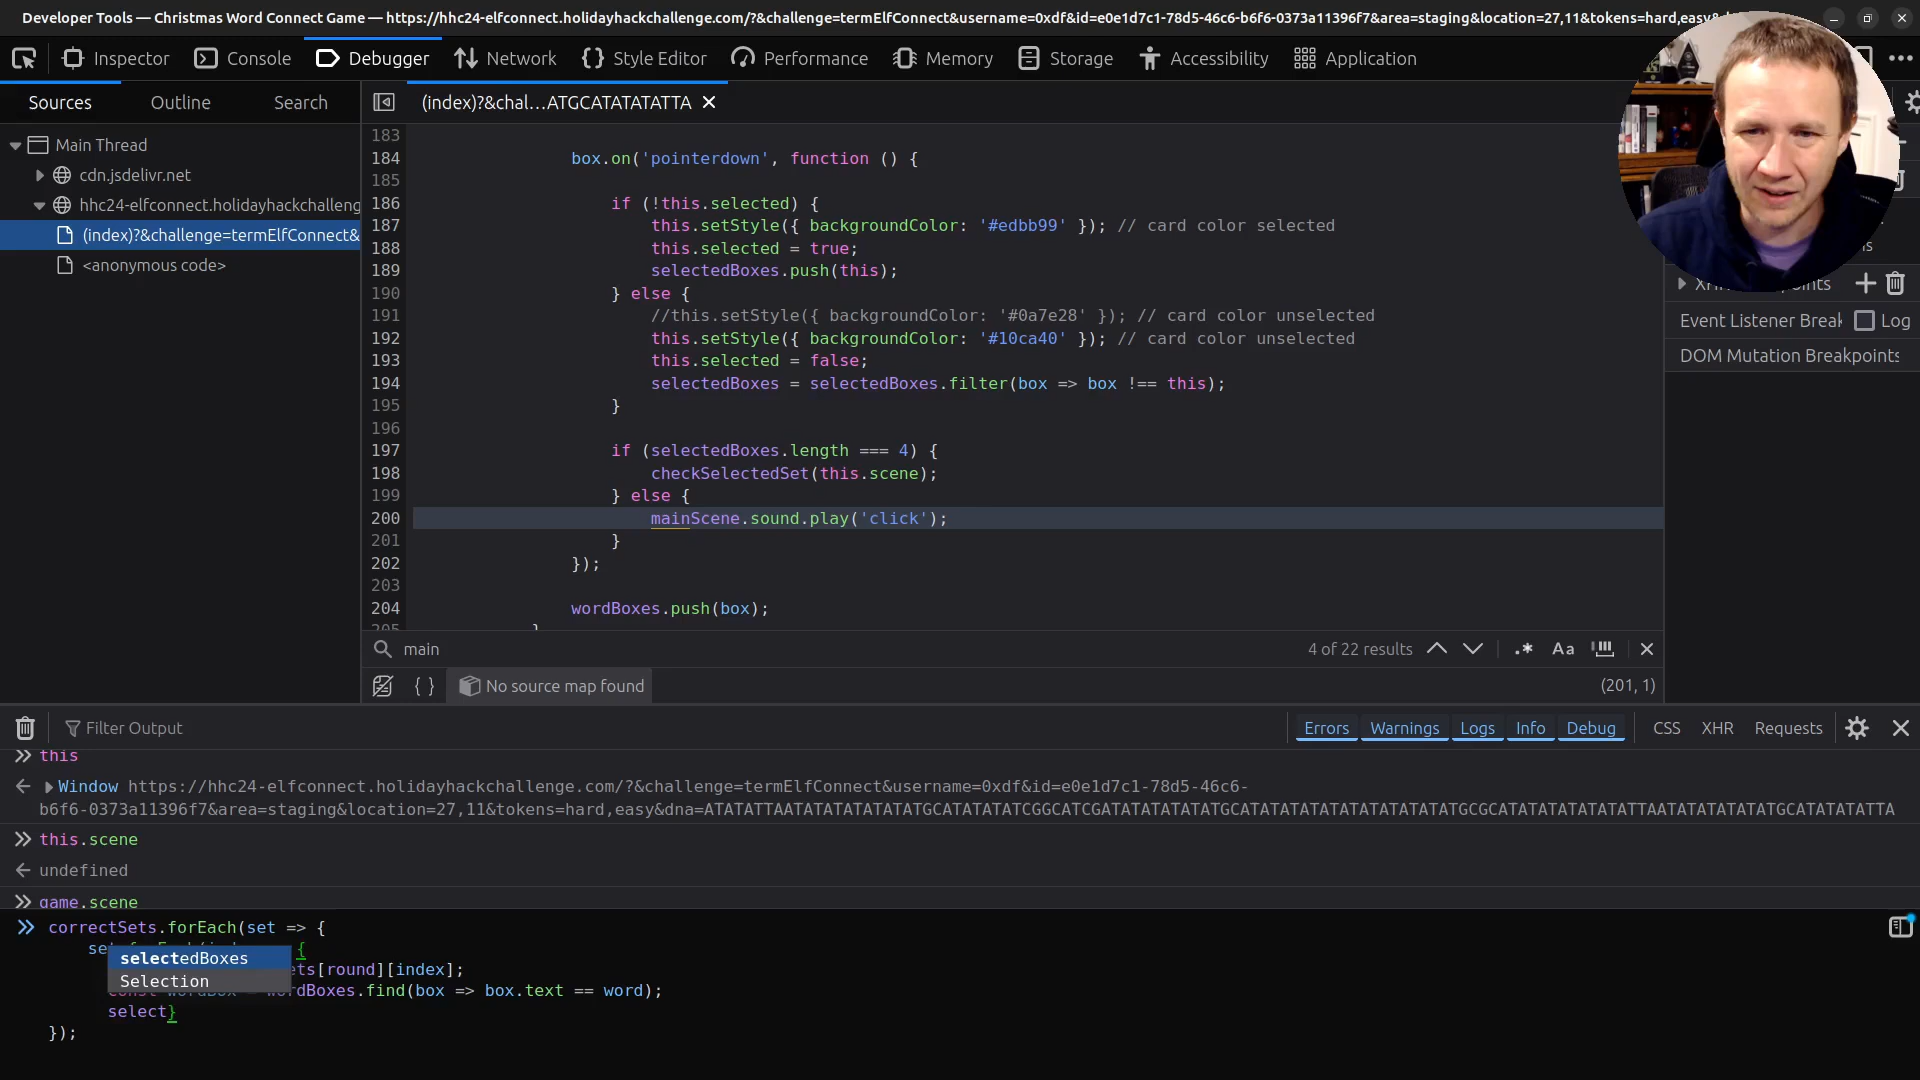 Developer Tools — Christmas Word Connect Game — https://hhc24-elfconnect.holidayhackchallenge.com/?&challenge=termElfConnect&username=0xdf&id=e0e1d7c1-78d5-46c6-b6f6-0373a11396f7&area=staging&location=27,11&tokens=hard,easy&
Inspector Console Debugger Network Style Editor Performance Memory Storage Accessibility Application
Sources Outline Search
(index)?&chal…ATGCATATATATTA
Main Thread
cdn.jsdelivr.net
hhc24-elfconnect.holidayhackchalleng
(index)?&challenge=termElfConnect&
<anonymous code>
183
184 box.on('pointerdown', function () {
185
186 if (!this.selected) {
187 this.setStyle({ backgroundColor: '#edbb99' }); // card color selected
188 this.selected = true;
189 selectedBoxes.push(this);
190 } else {
191 //this.setStyle({ backgroundColor: '#0a7e28' }); // card color unselected
192 this.setStyle({ backgroundColor: '#10ca40' }); // card color unselected
193 this.selected = false;
194 selectedBoxes = selectedBoxes.filter(box => box !== this);
195 }
196
197 if (selectedBoxes.length === 4) {
198 checkSelectedSet(this.scene);
199 } else {
200 mainScene.sound.play('click');
201 }
202 });
203
204 wordBoxes.push(box);
205 }
Event Listener Break Log
DOM Mutation Breakpoints
main 4 of 22 results .* Aa
{ } No source map found (201, 1)
Filter Output Errors Warnings Logs Info Debug CSS XHR Requests
this
Window https://hhc24-elfconnect.holidayhackchallenge.com/?&challenge=termElfConnect&username=0xdf&id=e0e1d7c1-78d5-46c6-
b6f6-0373a11396f7&area=staging&location=27,11&tokens=hard,easy&dna=ATATATTAATATATATATATATGCATATATATCGGCATCGATATATATATATGCATATATATATATATATATATGCGCATATATATATATATTAATATATATATATGCATATATATTA
this.scene
undefined
game.scene
correctSets.forEach(set => {
se {
selectedBoxes
ets[round][index];
Selection
wordBoxes.find(box => box.text == word);
select}
});